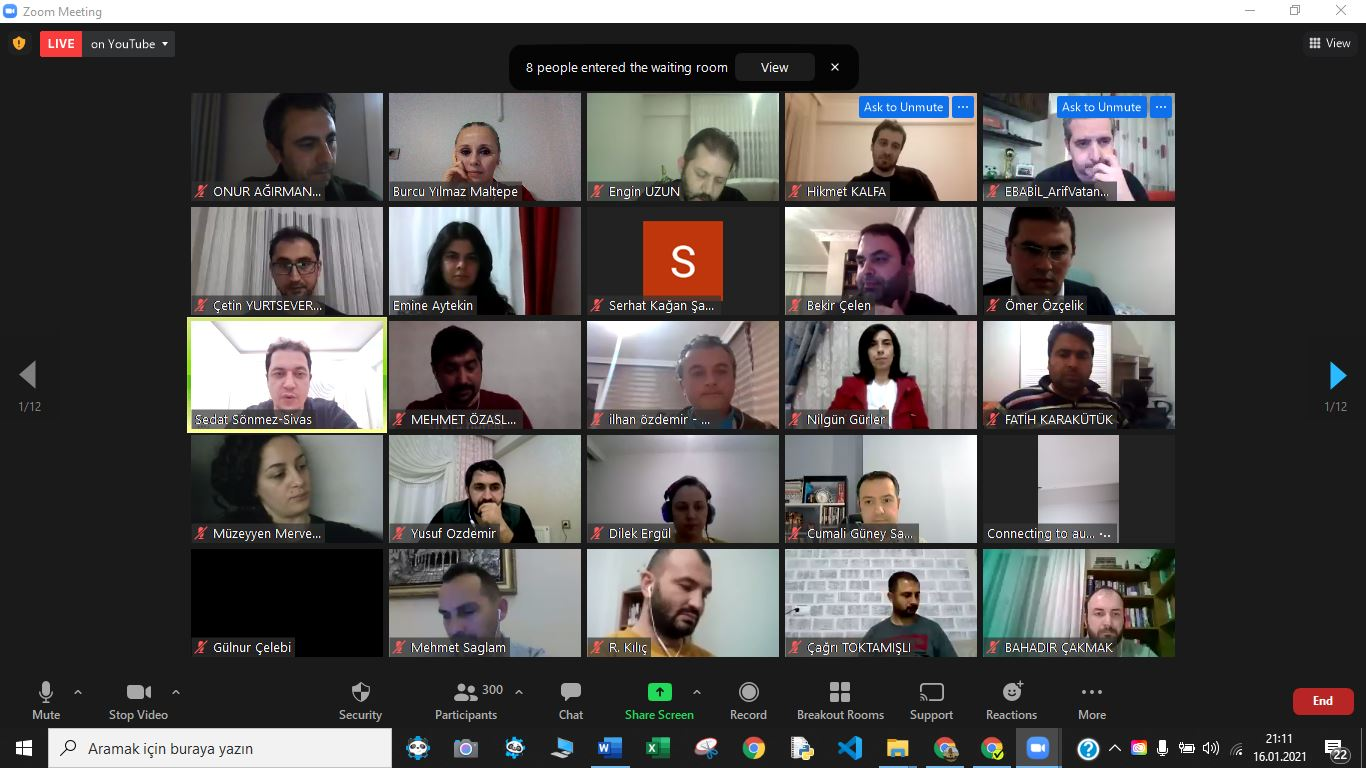 Zoom Meeting
LIVE on YouTube
View
8 people entered the waiting room View
Ask to Unmute ...
Ask to Unmute ...
ONUR AĞIRMAN...
Burcu Yılmaz Maltepe
Engin UZUN
Hikmet KALFA
EBABİL_ArifVatan...
Çetin YURTSEVER...
Emine Aytekin
S
Serhat Kağan Şa...
Bekir Çelen
Ömer Özçelik
Sedat Sönmez-Sivas
MEHMET ÖZASL...
ilhan özdemir - ...
Nilgün Gürler
FATİH KARAKÜTÜK
1/12
1/12
Müzeyyen Merve...
Yusuf Ozdemir
Dilek Ergül
Cumali Güney Sa...
Connecting to au...
Gülnur Çelebi
Mehmet Saglam
R. Kılıç
Çağrı TOKTAMIŞLI
BAHADIR ÇAKMAK
300
Mute
Stop Video
Security
Participants
Chat
Share Screen
Record
Breakout Rooms
Support
Reactions
More
End
Aramak için buraya yazın
21:11
16.01.2021
22